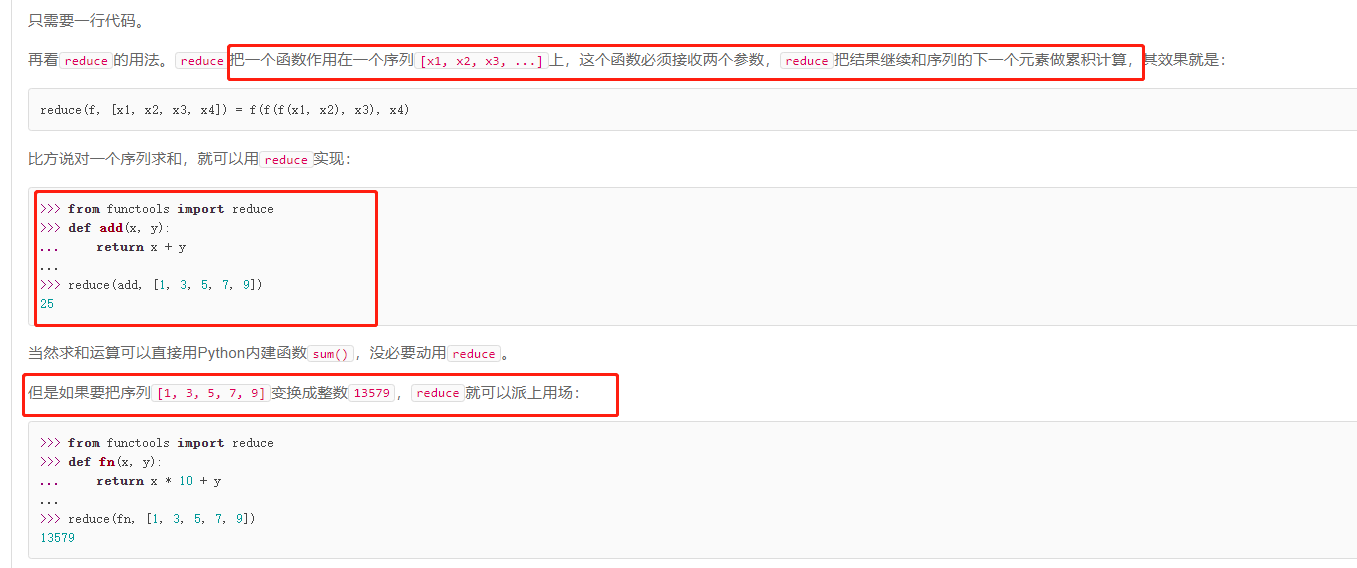 只需要一行代码。
再看reduce的用法。reduce把一个函数作用在一个序列[x1, x2, x3, ...]上，这个函数必须接收两个参数，reduce把结果继续和序列的下一个元素做累积计算，其效果就是：
reduce(f, [x1, x2, x3, x4]) = f(f(f(x1, x2), x3), x4)
比方说对一个序列求和，就可以用reduce实现：
>>> from functools import reduce
>>> def add(x, y):
...     return x + y
...
>>> reduce(add, [1, 3, 5, 7, 9])
25
当然求和运算可以直接用Python内建函数sum()，没必要动用reduce。
但是如果要把序列[1, 3, 5, 7, 9]变换成整数13579，reduce就可以派上用场：
>>> from functools import reduce
>>> def fn(x, y):
...     return x * 10 + y
...
>>> reduce(fn, [1, 3, 5, 7, 9])
13579